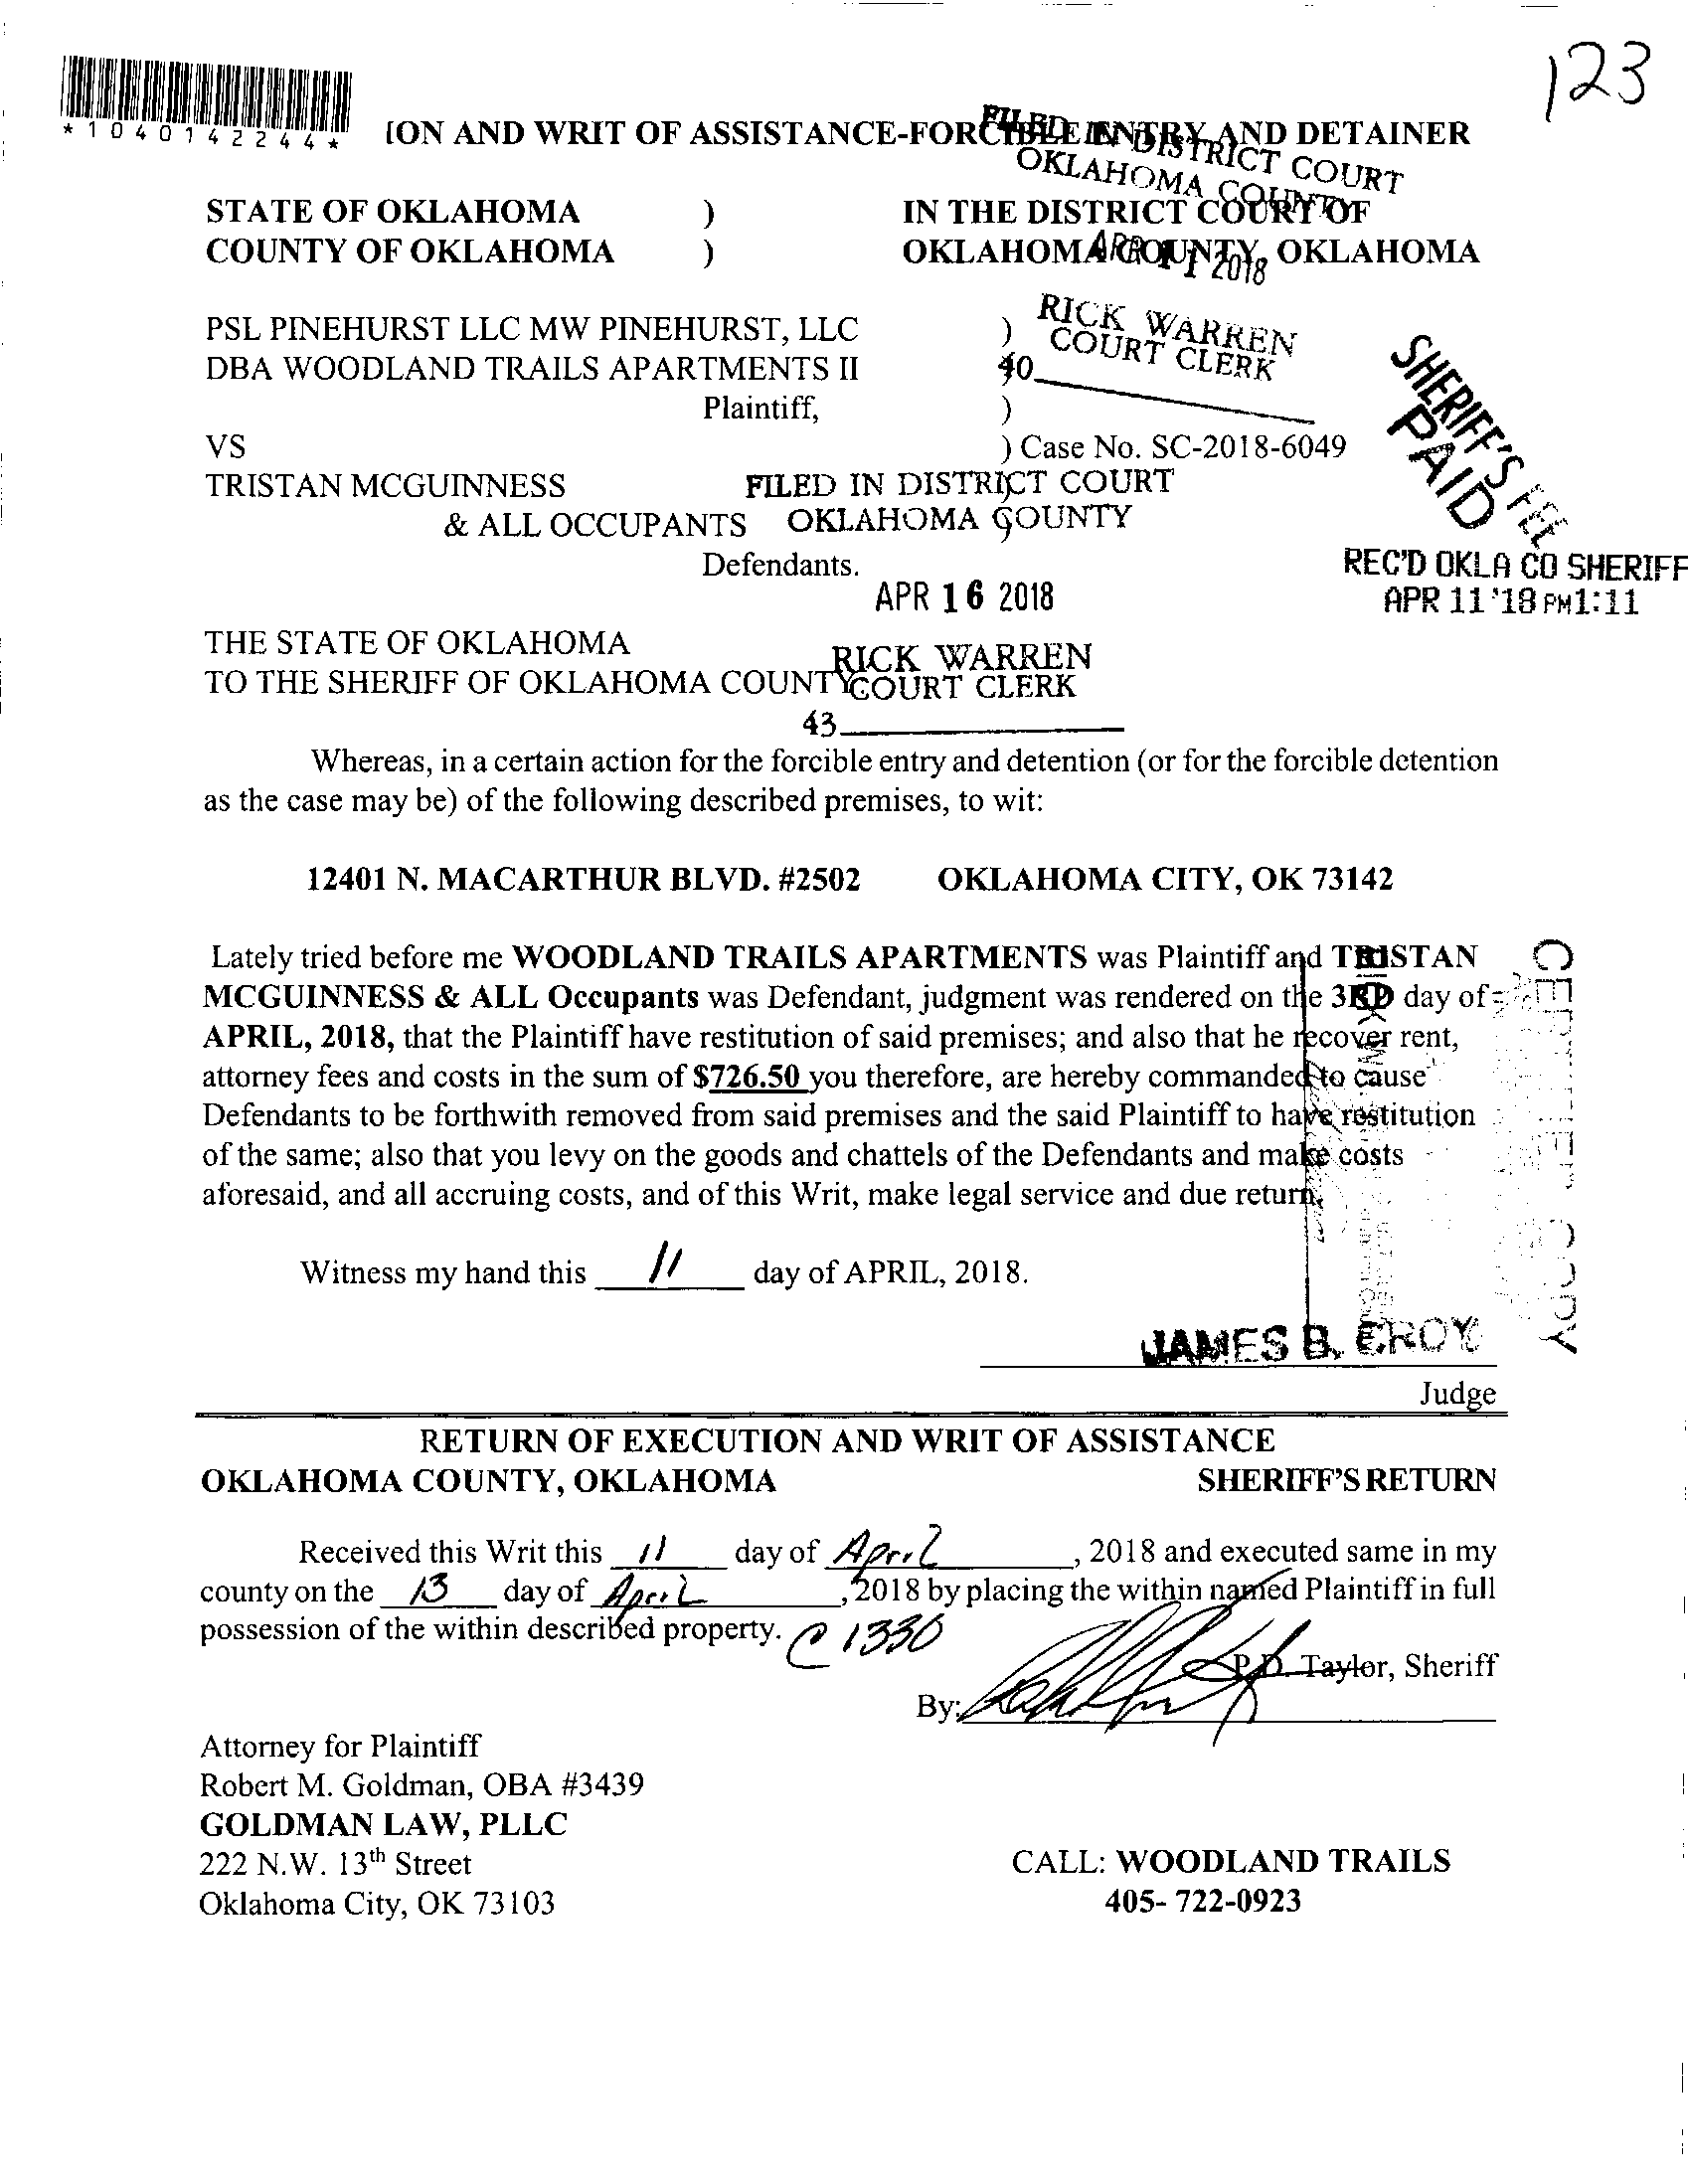 123
*1040142244*
ION AND WRIT OF ASSISTANCE-FORCIBLE ENTRY AND DETAINER
FILED IN DISTRICT COURT
OKLAHOMA COUNTY
STATE OF OKLAHOMA ) IN THE DISTRICT COURT OF
COUNTY OF OKLAHOMA ) OKLAHOMA COUNTY, OKLAHOMA
APR 11 2018
PSL PINEHURST LLC MW PINEHURST, LLC )
RICK WARREN
COURT CLERK
DBA WOODLAND TRAILS APARTMENTS II )
40
Plaintiff, )
SHERIFF'S FEE
PAID
VS ) Case No. SC-2018-6049
TRISTAN MCGUINNESS )
FILED IN DISTRICT COURT
& ALL OCCUPANTS )
OKLAHOMA COUNTY
Defendants.
REC'D OKLA CO SHERIFF
APR 11 '18 PM1:11
APR 16 2018
THE STATE OF OKLAHOMA
RICK WARREN
TO THE SHERIFF OF OKLAHOMA COUNTY
COURT CLERK
43
Whereas, in a certain action for the forcible entry and detention (or for the forcible detention
as the case may be) of the following described premises, to wit:
12401 N. MACARTHUR BLVD. #2502 OKLAHOMA CITY, OK 73142
Lately tried before me WOODLAND TRAILS APARTMENTS was Plaintiff and TRISTAN
MCGUINNESS & ALL Occupants was Defendant, judgment was rendered on the 3RD day of
APRIL, 2018, that the Plaintiff have restitution of said premises; and also that he recover rent,
attorney fees and costs in the sum of $726.50 you therefore, are hereby commanded to cause
Defendants to be forthwith removed from said premises and the said Plaintiff to have restitution
of the same; also that you levy on the goods and chattels of the Defendants and make costs
aforesaid, and all accruing costs, and of this Writ, make legal service and due return.
CERTIFIED COPY
Witness my hand this 11 day of APRIL, 2018.
JAMES B. CROY
Judge
RETURN OF EXECUTION AND WRIT OF ASSISTANCE
OKLAHOMA COUNTY, OKLAHOMA SHERIFF'S RETURN
Received this Writ this 11 day of April, 2018 and executed same in my
county on the 13 day of April, 2018 by placing the within named Plaintiff in full
possession of the within described property. @ 1330
P.D. Taylor, Sheriff
By:
Attorney for Plaintiff
Robert M. Goldman, OBA #3439
GOLDMAN LAW, PLLC
222 N.W. 13th Street
Oklahoma City, OK 73103
CALL: WOODLAND TRAILS
405- 722-0923